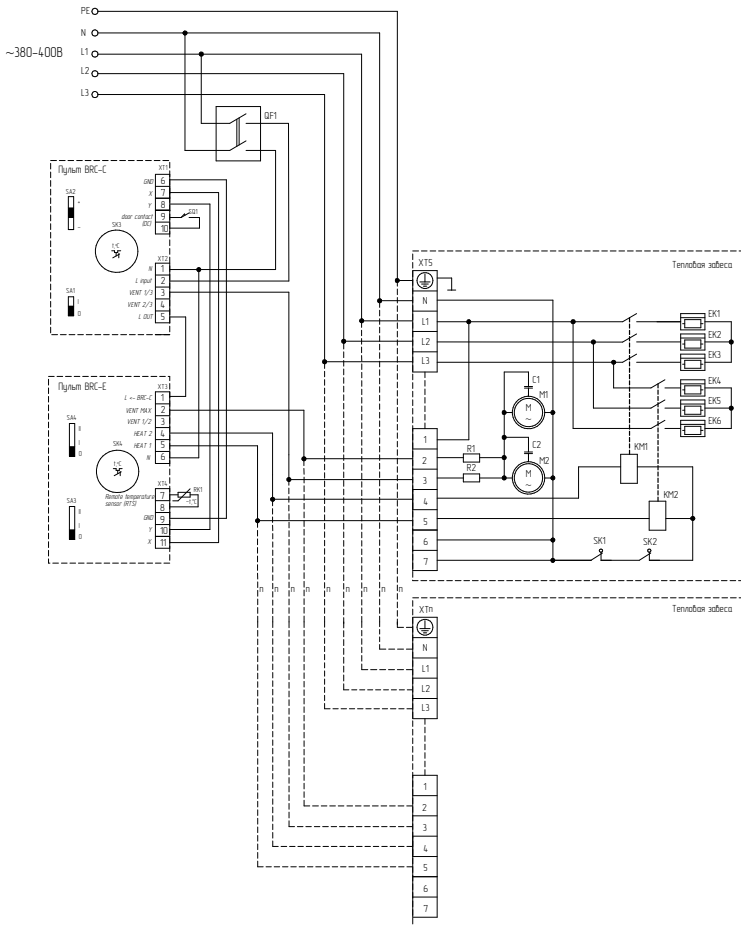 PE
N
~380-400В
L1
L2
L3
QF1
Пульт BRC-C
XT1
SA2
+
-
GND 6
X 7
Y 8
door contact (DC) 9
10
SQ1
SK3
t,°C
XT2
N 1
L input 2
VENT 1/3 3
VENT 2/3 4
L OUT 5
SA1
I
0
Пульт BRC-E
XT3
SA4
II
I
0
L <- BRC-C 1
VENT MAX 2
VENT 1/2 3
HEAT 2 4
HEAT 1 5
N 6
SK4
t,°C
XT4
RK1
-t,°C
Remote temperature
sensor (RTS)
7
8
GND 9
Y 10
X 11
SA3
II
I
0
n n n n n n n n n
XT5
Тепловая завеса
N
L1
L2
L3
1
2
3
4
5
6
7
EK1
EK2
EK3
EK4
EK5
EK6
C1
M1
M
~
C2
M2
M
~
R1
R2
KM1
KM2
SK1
SK2
XTn
Тепловая завеса
N
L1
L2
L3
1
2
3
4
5
6
7